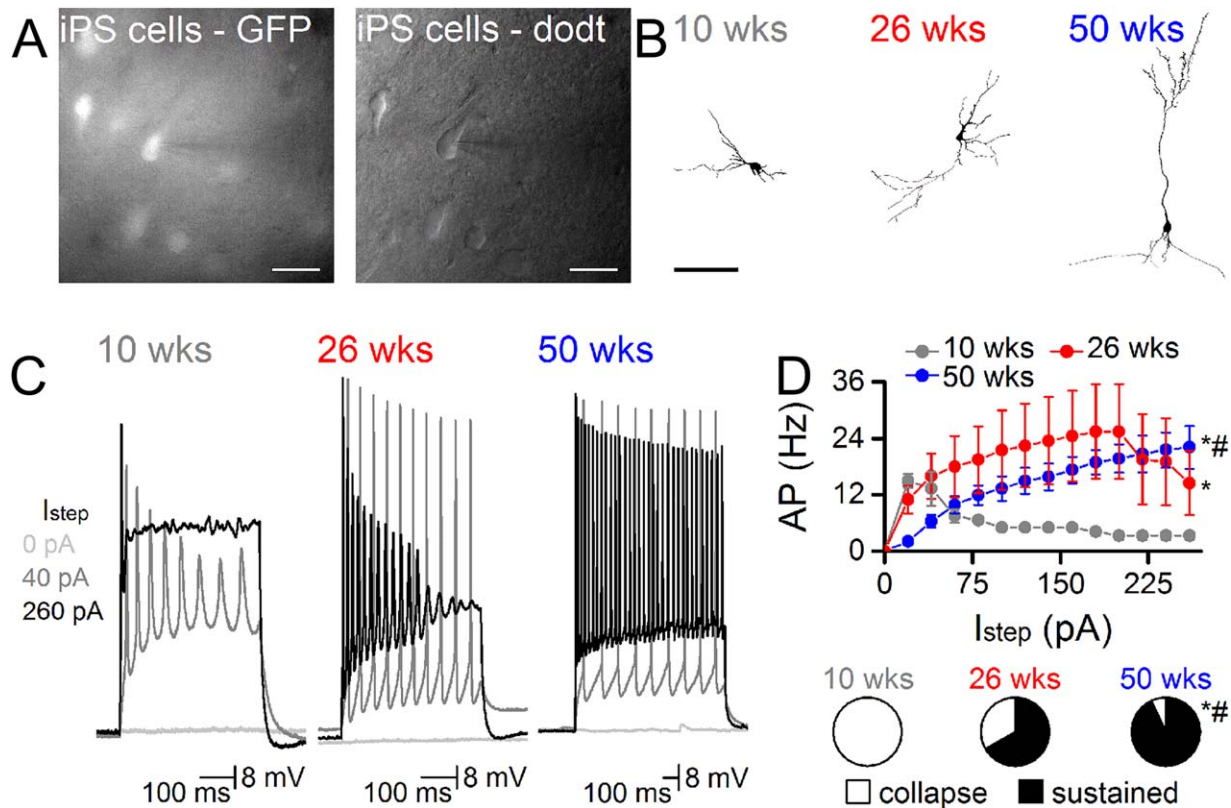 A
iPS cells - GFP
iPS cells - dodt
B
10 wks
26 wks
50 wks
C
10 wks
26 wks
50 wks
Istep
0 pA
40 pA
260 pA
100 ms
8 mV
100 ms
8 mV
100 ms
8 mV
D
10 wks
26 wks
50 wks
AP (Hz)
36
24
12
0
*#
*
0
75
150
225
Istep (pA)
10 wks
26 wks
50 wks
*#
collapse
sustained